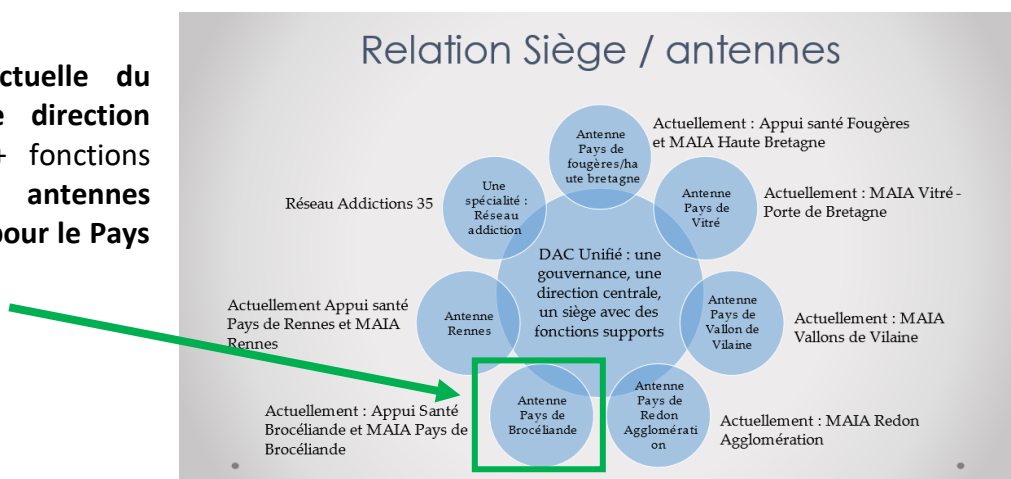 ctuelle du
e direction
+ fonctions
antennes
pour le Pays
Relation Siège / antennes
Antenne
Pays de
fougères/ha
ute bretagne
Actuellement : Appui santé Fougères
et MAIA Haute Bretagne
Une
spécialité :
Réseau
addiction
Réseau Addictions 35
Antenne
Pays de
Vitré
Actuellement : MAIA Vitré -
Porte de Bretagne
DAC Unifié : une
gouvernance, une
direction centrale,
un siège avec des
fonctions supports
Actuellement Appui santé
Pays de Rennes et MAIA
Rennes
Antenne
Rennes
Antenne
Pays de
Vallon de
Vilaine
Actuellement : MAIA
Vallons de Vilaine
Actuellement : Appui Santé
Brocéliande et MAIA Pays de
Brocéliande
Antenne
Pays de
Brocéliande
Antenne
Pays de
Redon
Agglomérati
on
Actuellement : MAIA Redon
Agglomération